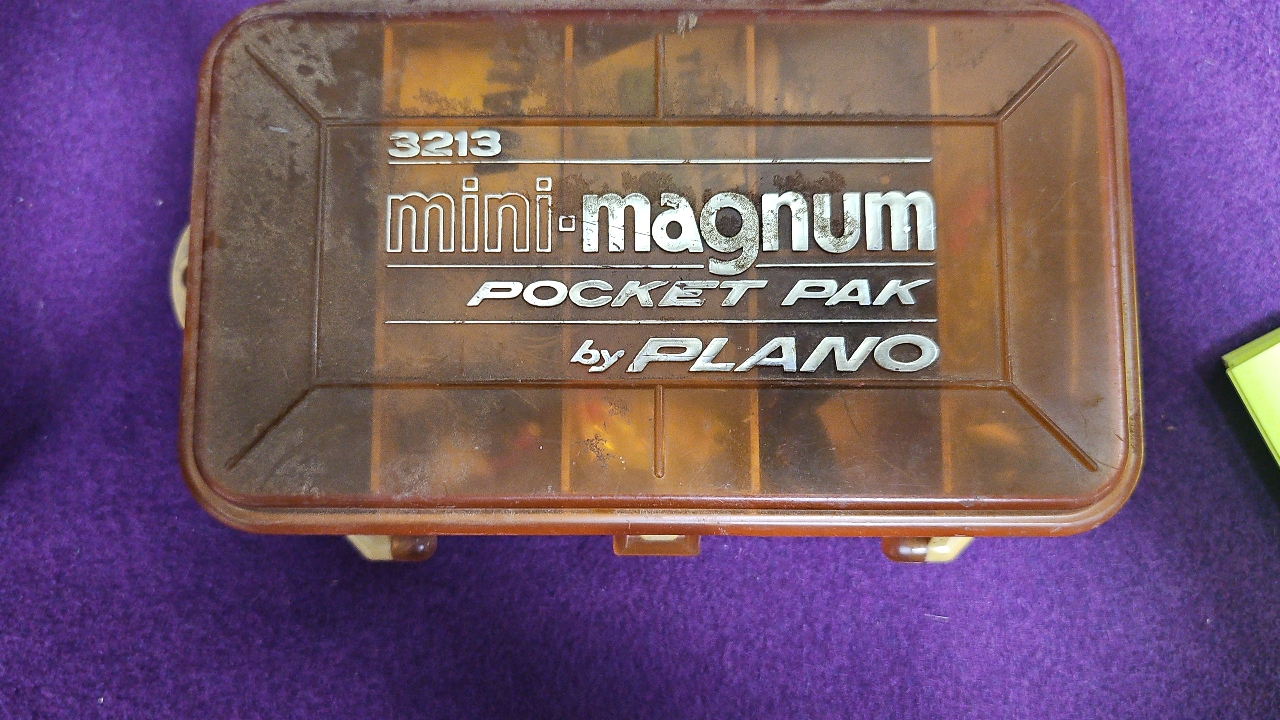 3213
mini-magnum
POCKET PAK
by PLANO